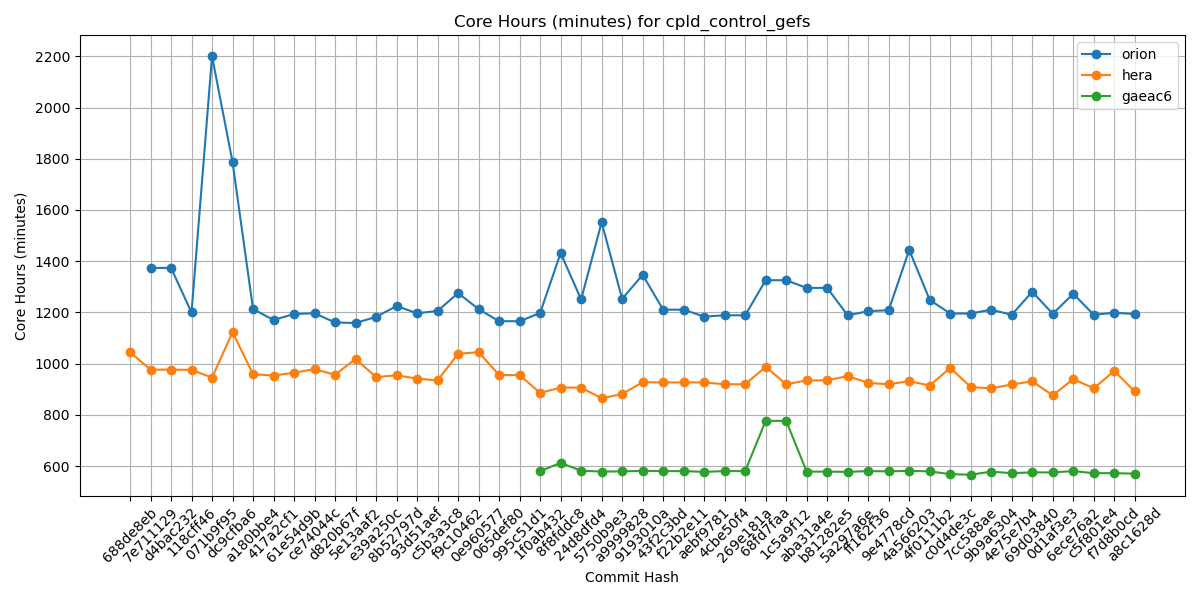 Core Hours (minutes) for cpld_control_gefs
orion
hera
gaeac6
2200
2000
1800
1600
1400
1200
1000
800
600
Core Hours (minutes)
688de8eb
7e711129
d4bac232
118cff46
071b9f95
dc9cfba6
a180bbe4
417a2cf1
61e54d9b
ce74044c
d820b67f
5e13aaf2
e39a250c
8b52797d
93d51aef
c5b3a3c8
f9c10462
0e960577
065def80
995c51d1
1f0ab432
8f8fddc8
24d8dfd4
5750b9e3
43f2c3bd
f22b2e11
aebf9781
4cbe50f4
269e181a
68fd7faa
1c5a9f12
aba31a4e
b81282e5
5a297a6e
ff162f36
9e4778cd
4a566203
c0d4de3c
7cc588ae
9b9a6304
4e75e7b4
69d03840
0d1af3e3
6ece76a2
c5f801e4
f7d8b0cd
a8c1628d
Commit Hash